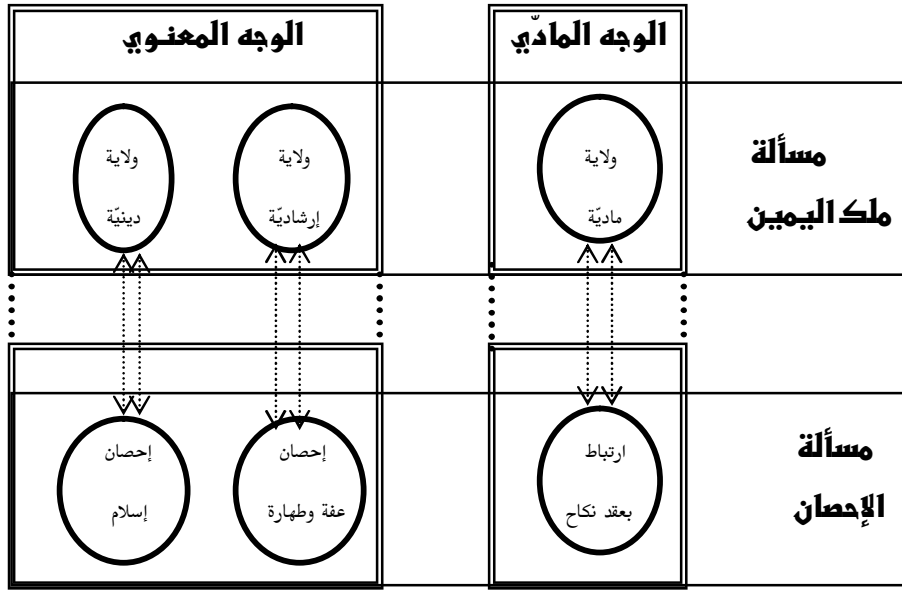 الوجه المادّي
الوجه المعنوي
مسألة
ملك اليمين
ولاية
ماديّة
ولاية
إرشاديّة
ولاية
دينيّة
مسألة
الإحصان
ارتباط
بعقد نكاح
إحصان
عفة وطهارة
إحصان
إسلام